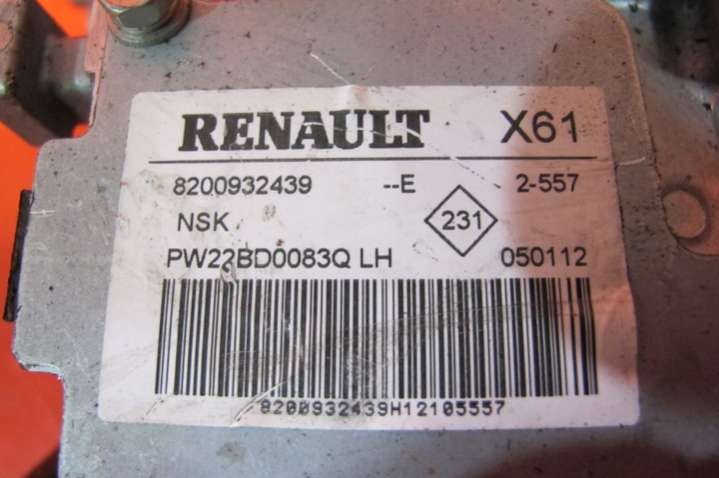 RENAULT X61
8200932439 --E 2-557
NSK 231
PW22BD0083Q LH 050112
8200932439H12105557